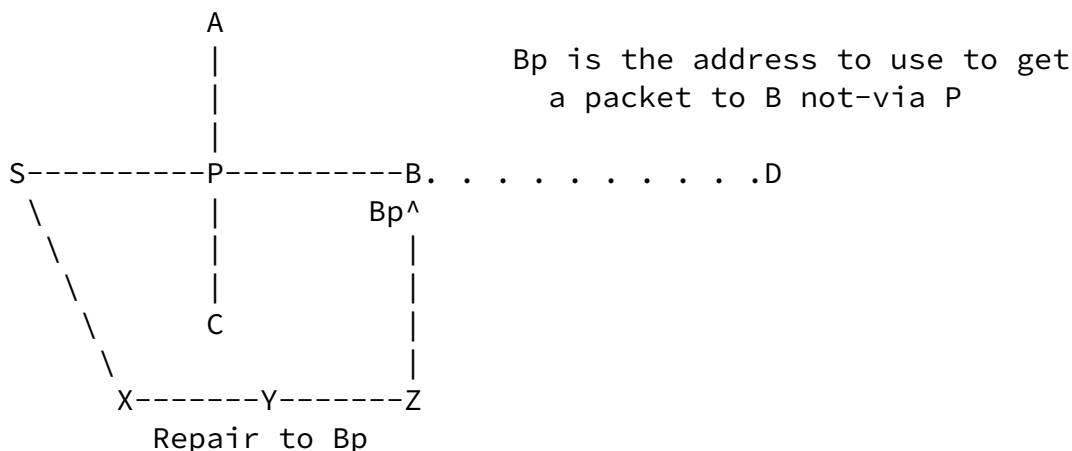 A
Bp is the address to use to get
a packet to B not-via P
S----------P----------B. . . . . . . . . .D
Bp^
C
X-------Y-------Z
Repair to Bp